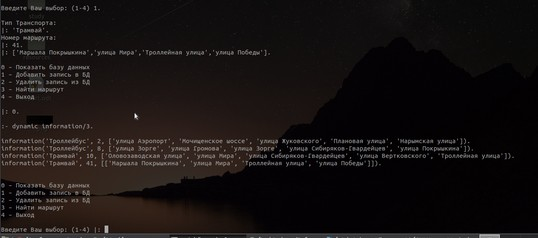 Введите Ваш выбор: (1-4) 1.
Тип Транспорта:
|: 'Трамвай'.
Номер маршрута:
|: 41.
|: ['Маршала Покрышкина','улица Мира','Троллейная улица','улица Победы'].
0 - Показать базу данных
1 - Добавить запись в БД
2 - Удалить запись из БД
3 - Найти маршрут
4 - Выход
|: 0.
:- dynamic information/3.
information('Троллейбус', 2, ['улица Аэропорт', 'Мочищенское шоссе', 'улица Жуковского', 'Плановая улица', 'Нарымская улица']).
information('Троллейбус', 8, ['улица Зорге', 'улица Громова', 'улица Зорге', 'улица Сибиряков-Гвардейцев', 'улица Покрышкина']).
information('Трамвай', 10, ['Оловозаводская улица', 'улица Мира', 'улица Сибиряков-Гвардейцев', 'улица Вертковского', 'Троллейная улица']).
information('Трамвай', 41, [['Маршала Покрышкина', 'улица Мира', 'Троллейная улица', 'улица Победы']]).
0 - Показать базу данных
1 - Добавить запись в БД
2 - Удалить запись из БД
3 - Найти маршрут
4 - Выход
Введите Ваш выбор: (1-4) |: